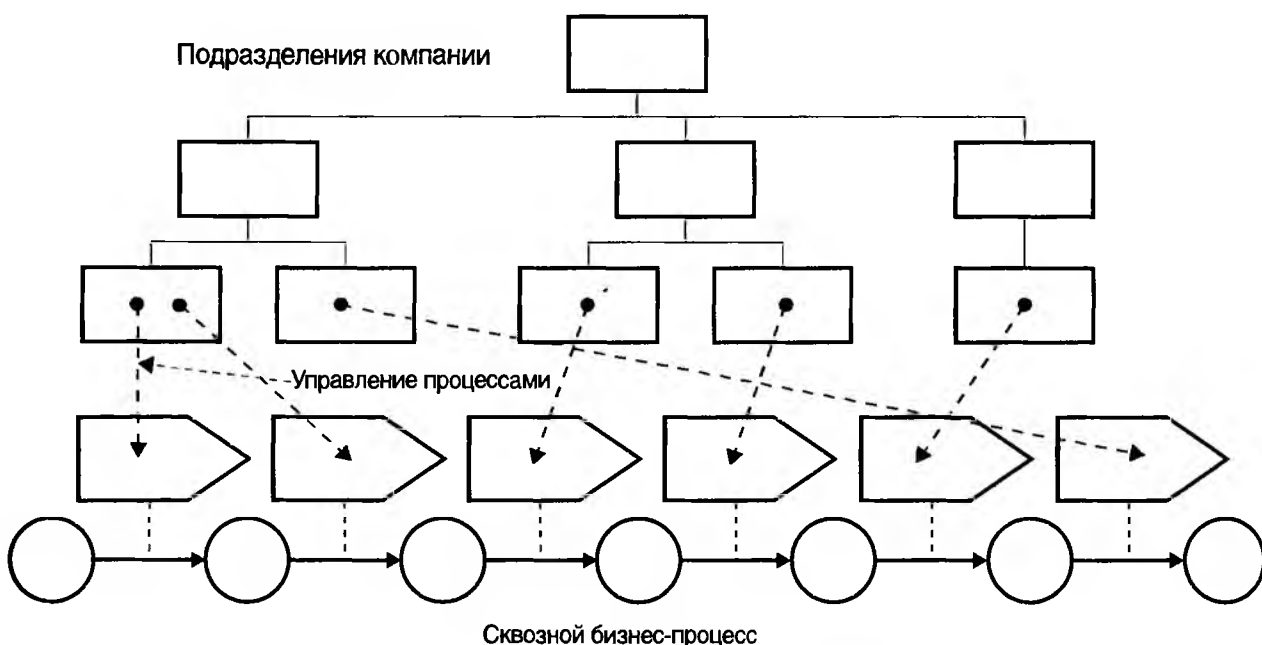 Подразделения компании
Управление процессами
Сквозной бизнес-процесс